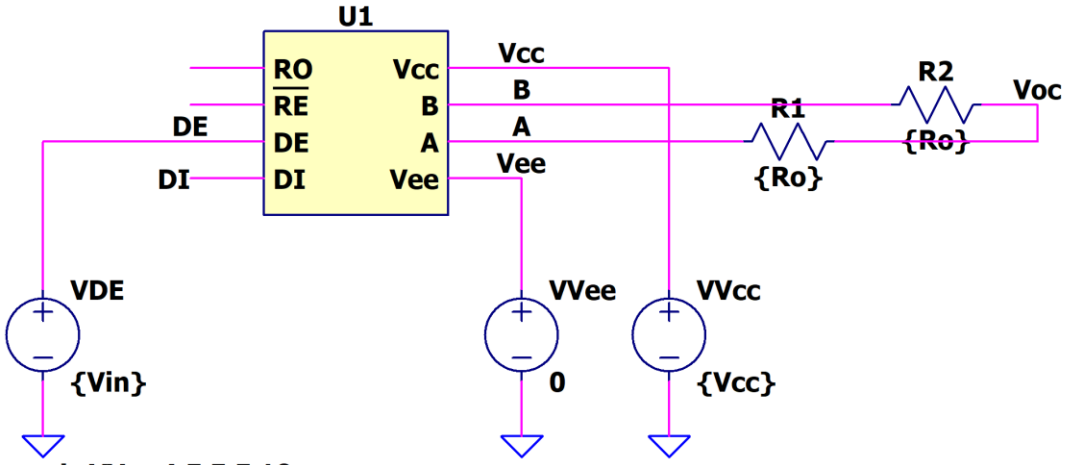 U1
Vcc
RO
Vcc
R2
RE
B
B
R1
Voc
DE
DE
A
A
{Ro}
DI
DI
Vee
Vee
{Ro}
VDE
VVee
VVcc
{Vin}
0
{Vcc}